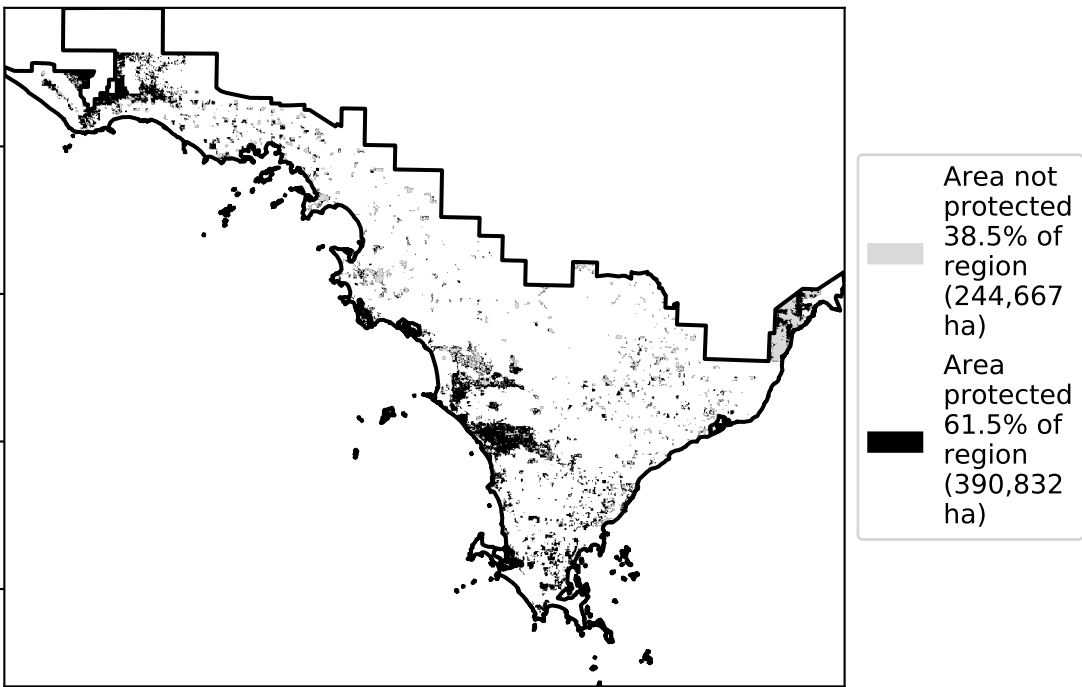 Area not
protected
38.5% of
region
(244,667
ha)
Area
protected
61.5% of
region
(390,832
ha)